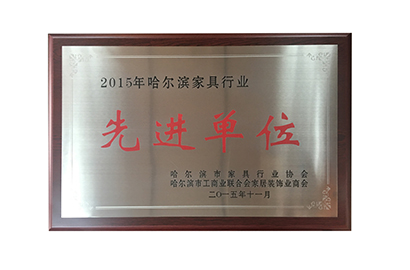 2015年哈尔滨家具行业
先进单位
哈尔滨市家具行业协会
哈尔滨市工商业联合会家居装饰业商会
二〇一五年十一月